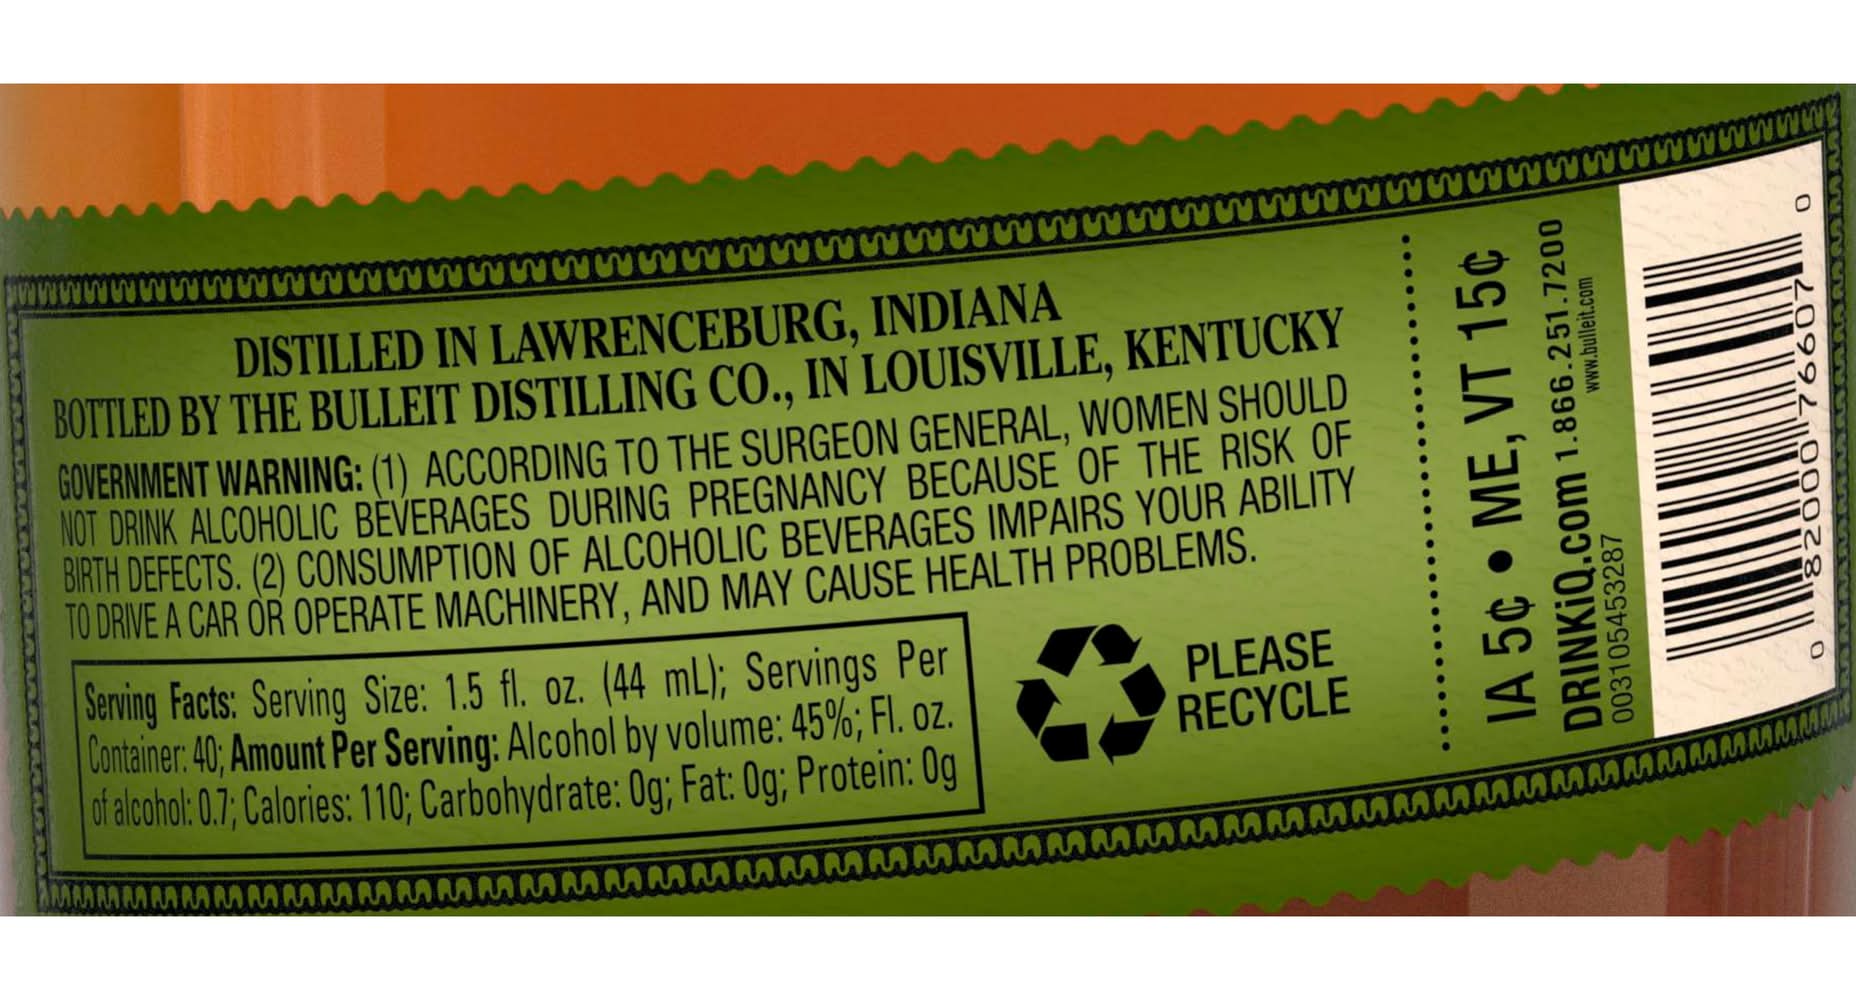 DISTILLED IN LAWRENCEBURG, INDIANA
BOTTLED BY THE BULLEIT DISTILLING CO., IN LOUISVILLE, KENTUCKY
GOVERNMENT WARNING: (1) ACCORDING TO THE SURGEON GENERAL, WOMEN SHOULD
NOT DRINK ALCOHOLIC BEVERAGES DURING PREGNANCY BECAUSE OF THE RISK OF
BIRTH DEFECTS. (2) CONSUMPTION OF ALCOHOLIC BEVERAGES IMPAIRS YOUR ABILITY
TO DRIVE A CAR OR OPERATE MACHINERY, AND MAY CAUSE HEALTH PROBLEMS.
Serving Facts: Serving Size: 1.5 fl. oz. (44 mL); Servings Per
Container: 40; Amount Per Serving: Alcohol by volume: 45%; Fl. oz.
of alcohol: 0.7; Calories: 110; Carbohydrate: 0g; Fat: 0g; Protein: 0g
PLEASE
RECYCLE
IA 5¢ • ME, VT 15¢
DRINKiQ.com 1.866.251.7200
www.bulleit.com
003105453287
0 82000 76607 0